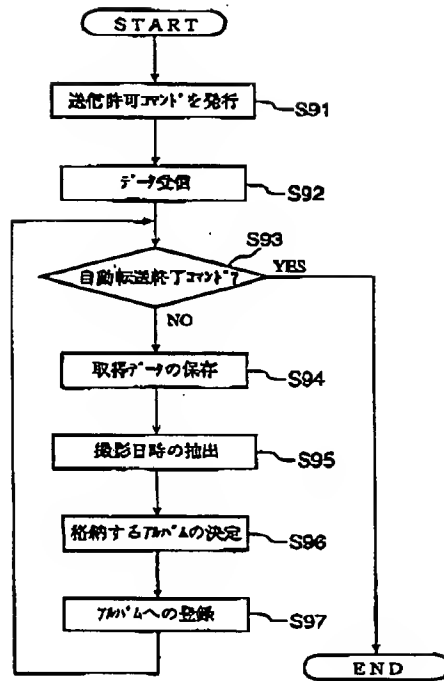 START
送信許可コマンドを発行
S91
データ受信
S92
S93
自動転送終了コマンド?
YES
NO
取得データの保存
S94
撮影日時の抽出
S95
格納するアルバムの決定
S96
アルバムへの登録
S97
END